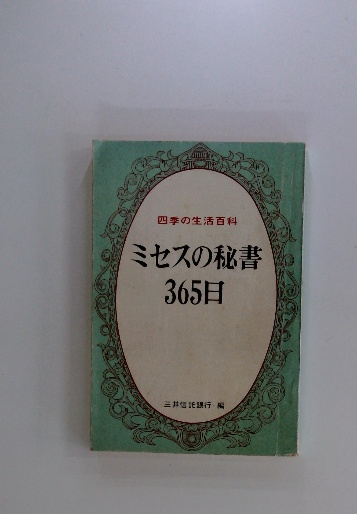 四季の生活百科
ミセスの秘書
365日
三井信託銀行 編